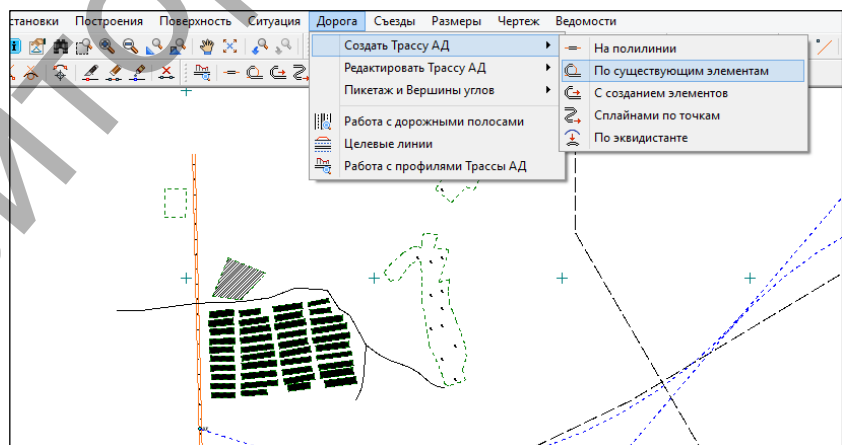 становки Построения Поверхность Ситуация Дорога Съезды Размеры Чертеж Ведомости
Создать Трассу АД
Редактировать Трассу АД
Пикетаж и Вершины углов
Работа с дорожными полосами
Целевые линии
Работа с профилями Трассы АД
На полилинии
По существующим элементам
С созданием элементов
Сплайнами по точкам
По эквидистанте